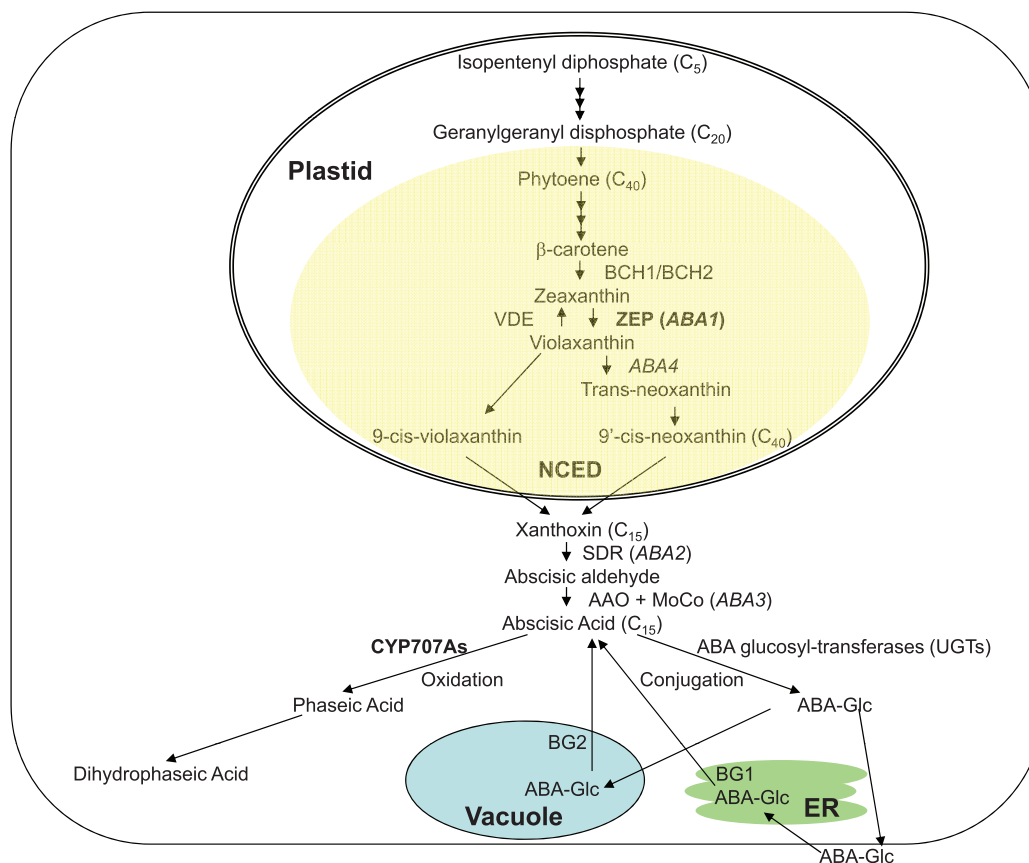 Isopentenyl diphosphate (C₅)
Geranylgeranyl disphosphate (C₂₀)
Plastid
Phytoene (C₄₀)
β-carotene
BCH1/BCH2
Zeaxanthin
VDE
ZEP (ABA1)
Violaxanthin
ABA4
Trans-neoxanthin
9-cis-violaxanthin
9’-cis-neoxanthin (C₄₀)
NCED
Xanthoxin (C₁₅)
SDR (ABA2)
Abscisic aldehyde
AAO + MoCo (ABA3)
Abscisic Acid (C₁₅)
CYP707As
ABA glucosyl-transferases (UGTs)
Oxidation
Conjugation
Phaseic Acid
ABA-Glc
BG2
Dihydrophaseic Acid
BG1
ABA-Glc
ABA-Glc
Vacuole
ER
ABA-Glc